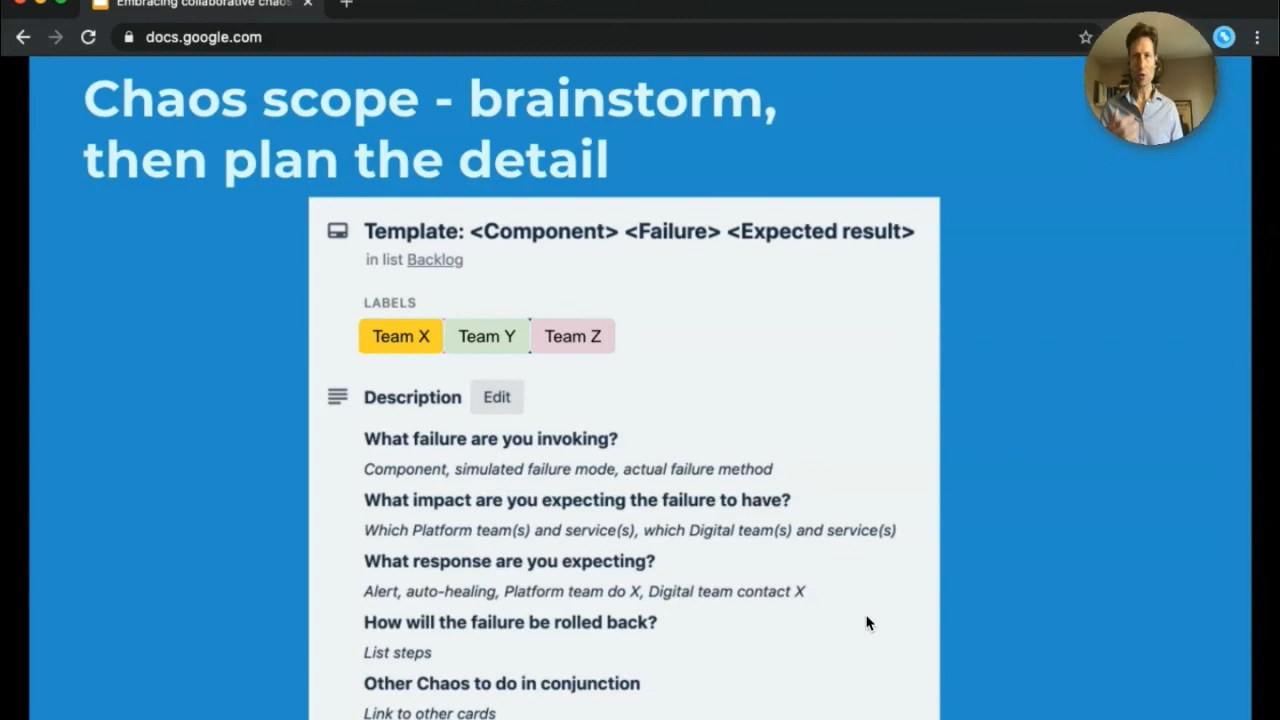 Embracing collaborative chaos
docs.google.com
Chaos scope - brainstorm,
then plan the detail
Template: <Component> <Failure> <Expected result>
in list Backlog
LABELS
Team X Team Y Team Z
Description Edit
What failure are you invoking?
Component, simulated failure mode, actual failure method
What impact are you expecting the failure to have?
Which Platform team(s) and service(s), which Digital team(s) and service(s)
What response are you expecting?
Alert, auto-healing, Platform team do X, Digital team contact X
How will the failure be rolled back?
List steps
Other Chaos to do in conjunction
Link to other cards